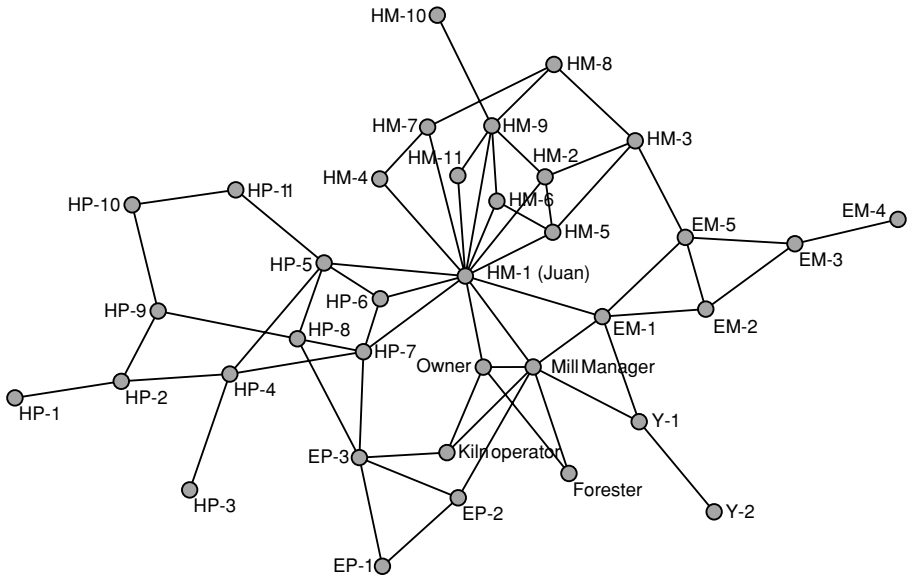 HM-10
HM-8
HM-7
HM-9
HM-3
HM-11
HM-2
HM-4
HP-11
HM-6
HP-10
EM-4
EM-5
HM-5
EM-3
HP-5
HM-1 (Juan)
HP-6
HP-9
EM-2
EM-1
HP-8
HP-7
Owner
Mill Manager
HP-4
HP-2
HP-1
Y-1
EP-3
Kiln operator
Forester
HP-3
EP-2
Y-2
EP-1